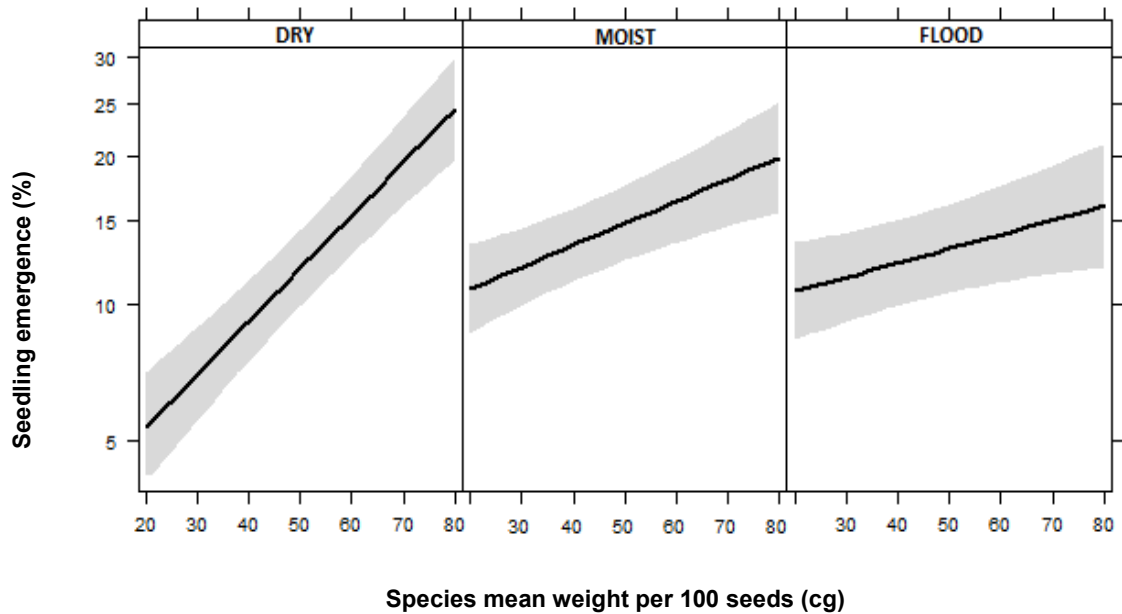 DRY MOIST FLOOD
30
25
20
15
10
5
Seedling emergence (%)
20 30 40 50 60 70 80 30 40 50 60 70 80 30 40 50 60 70 80
Species mean weight per 100 seeds (cg)